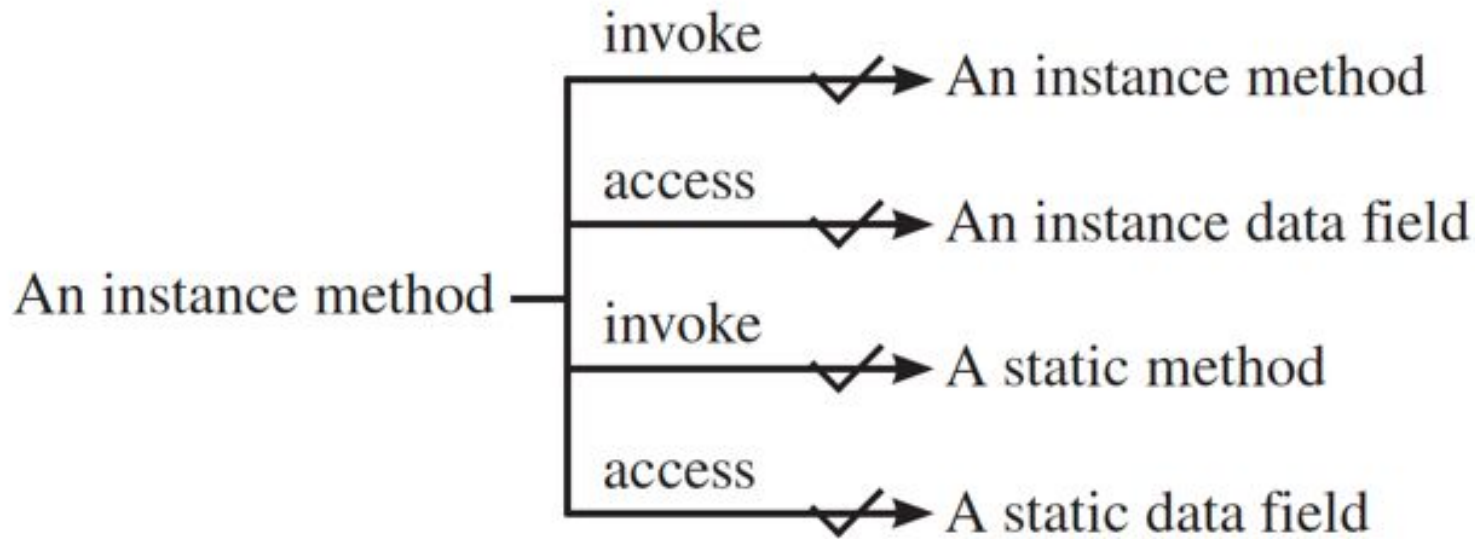 invoke
An instance method
access
An instance data field
An instance method
invoke
A static method
access
A static data field